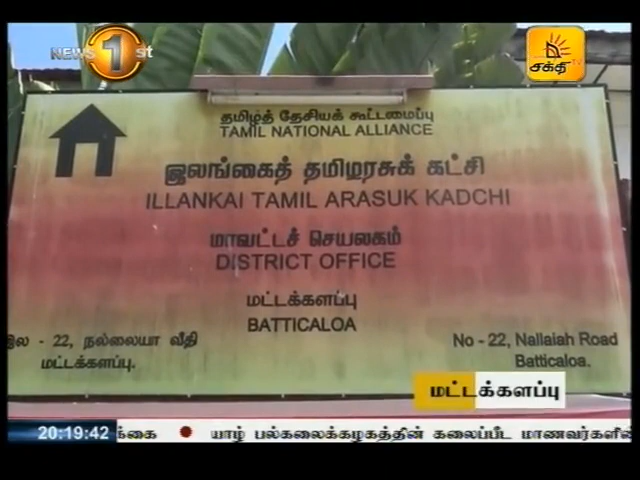 NEWS 1st
சக்தி TV
தமிழ்த் தேசியக் கூட்டமைப்பு
TAMIL NATIONAL ALLIANCE
இலங்கைத் தமிழரசுக் கட்சி
ILLANKAI TAMIL ARASUK KADCHI
மாவட்டச் செயலகம்
DISTRICT OFFICE
மட்டக்களப்பு
BATTICALOA
இல - 22, நல்லையா வீதி
மட்டக்களப்பு.
No - 22, Nallaiah Road
Batticaloa.
மட்டக்களப்பு
20:19:42 க்கை யாழ் பல்கலைக்கழகத்தின் கலைப்பீட மாணவர்களின்